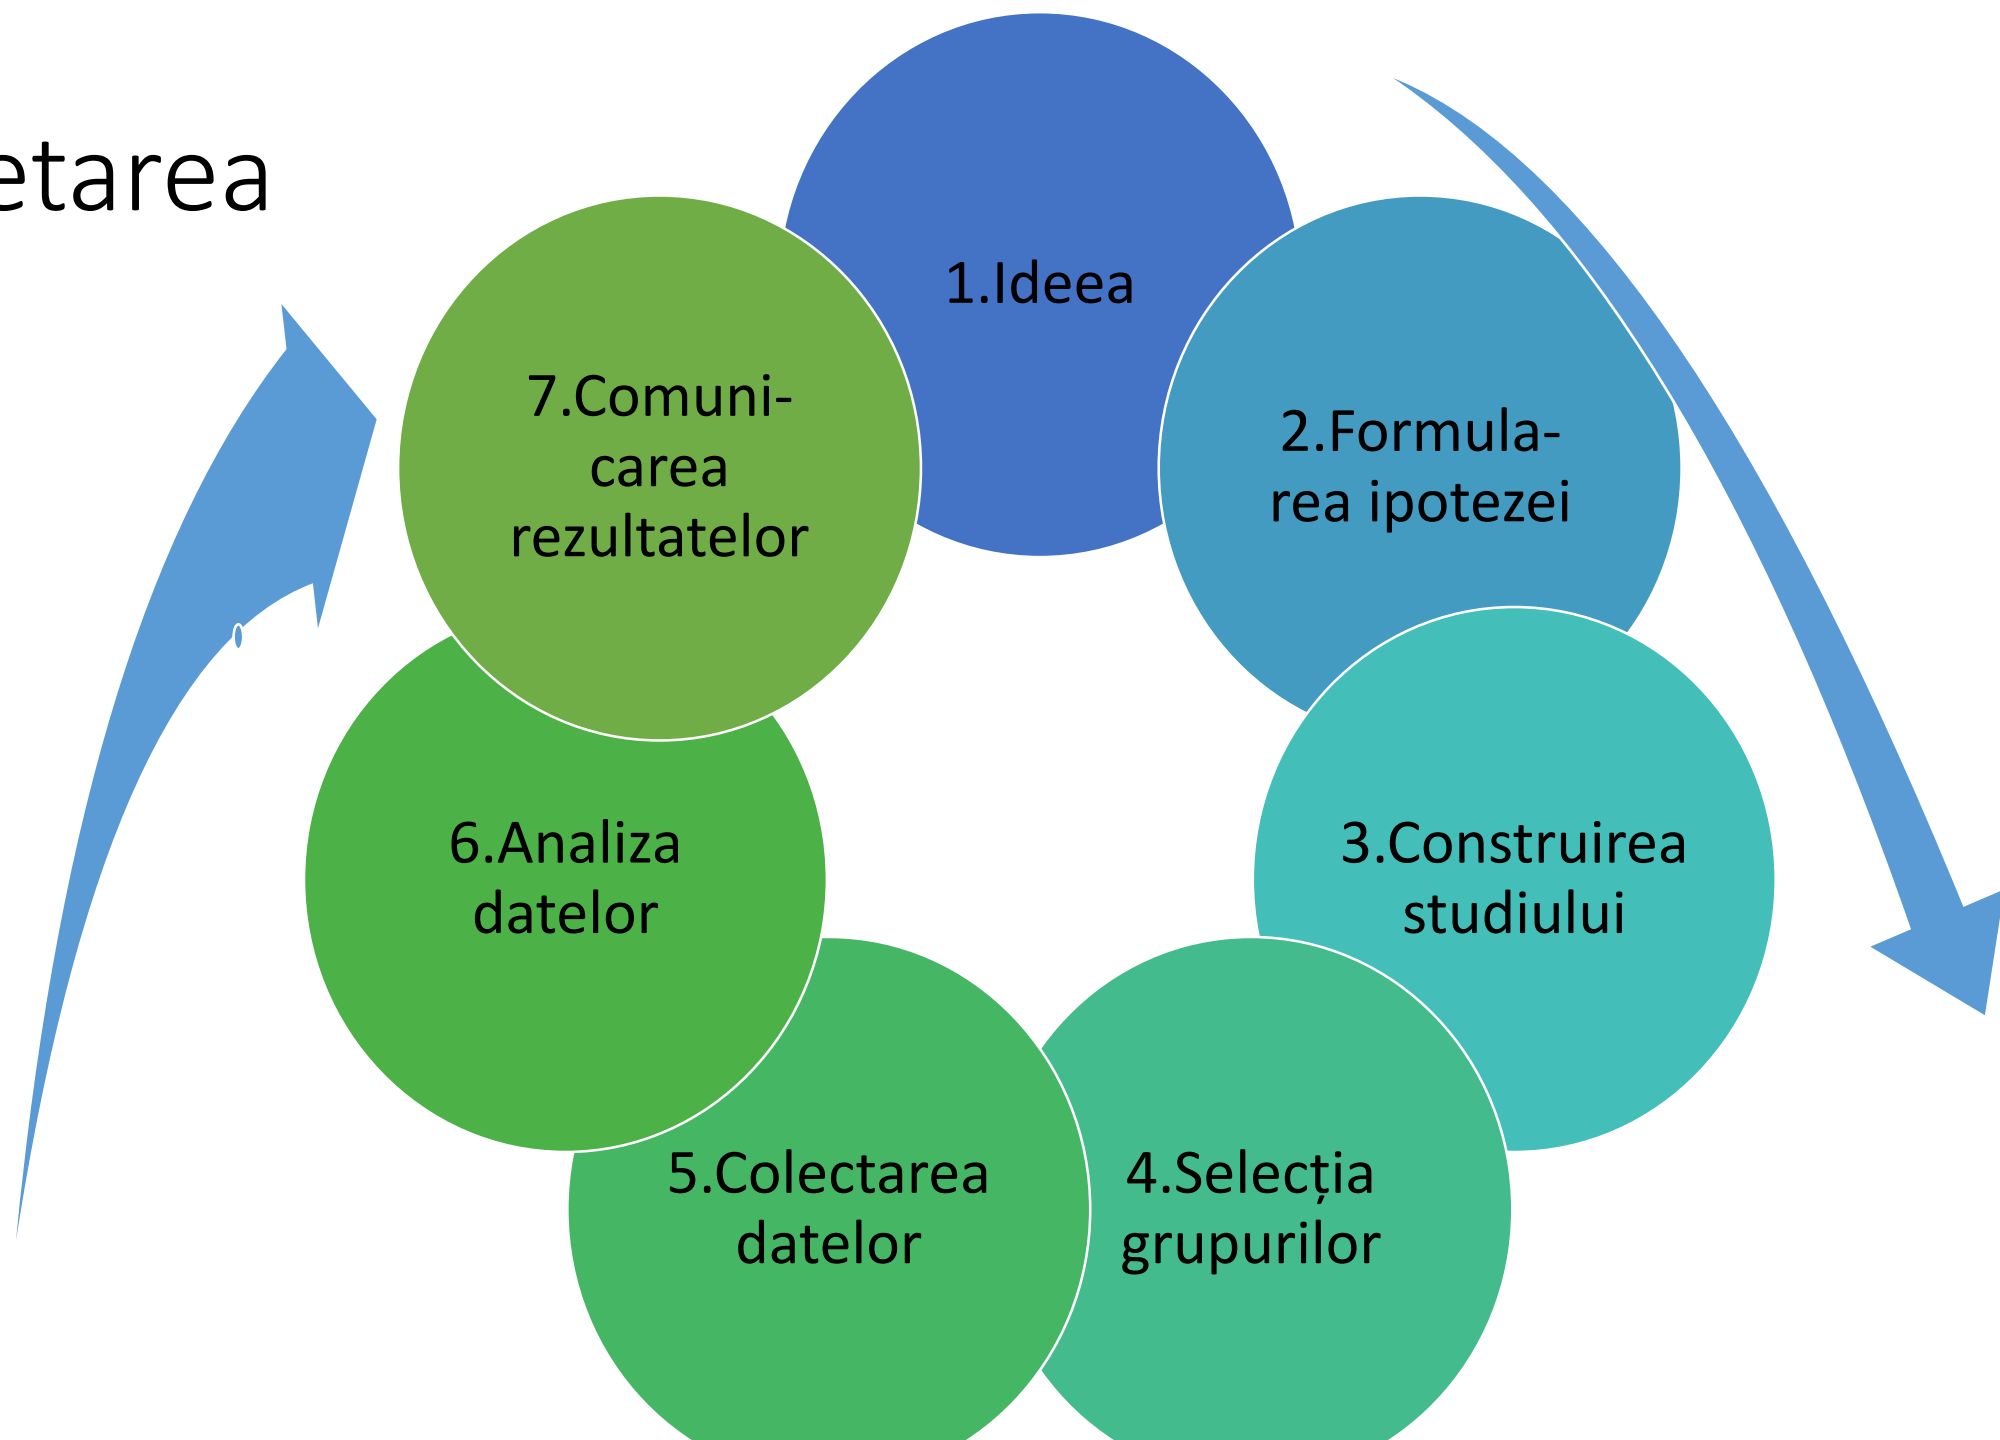 etarea
1.Ideea
2.Formula-
rea ipotezei
3.Construirea
studiului
4.Selecția
grupurilor
5.Colectarea
datelor
6.Analiza
datelor
7.Comuni-
carea
rezultatelor